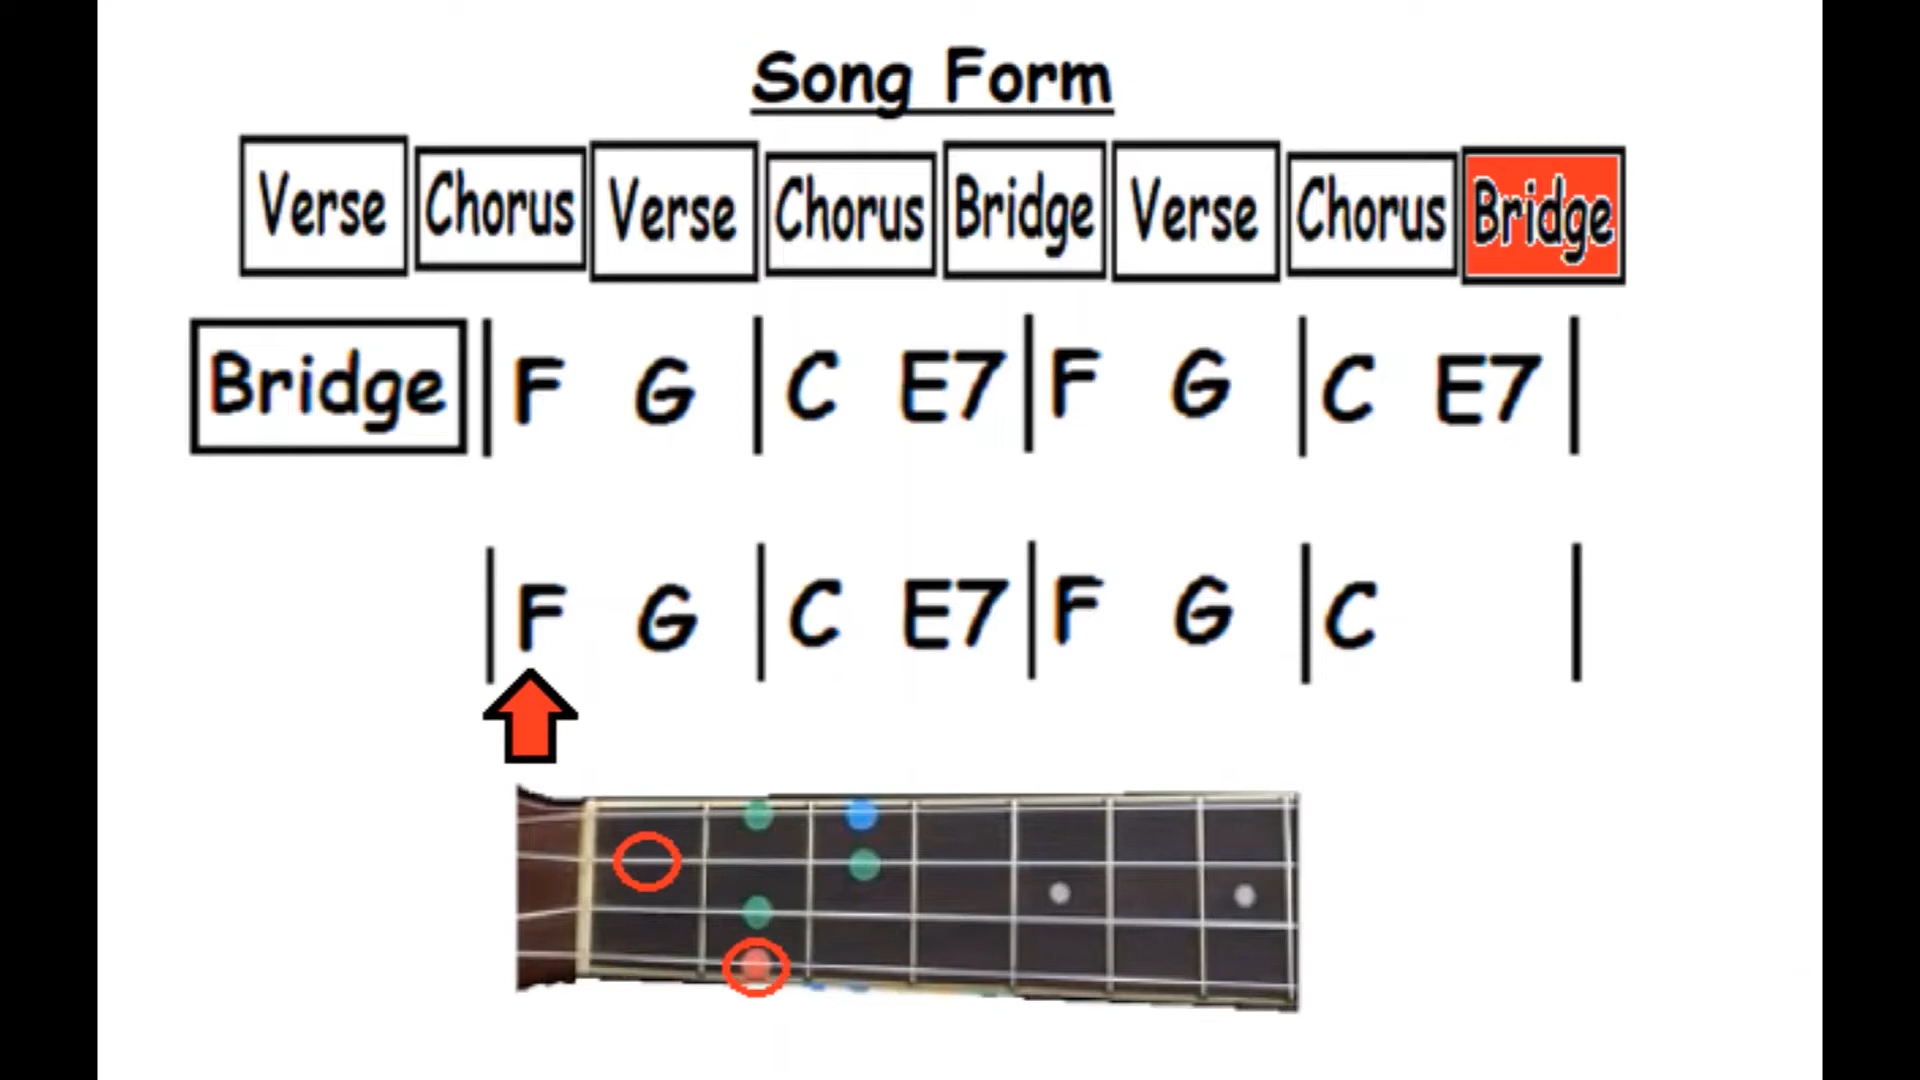 Song Form
Verse Chorus Verse Chorus Bridge Verse Chorus Bridge
Bridge | F G | C E7 | F G | C E7 |
| F G | C E7 | F G | C |